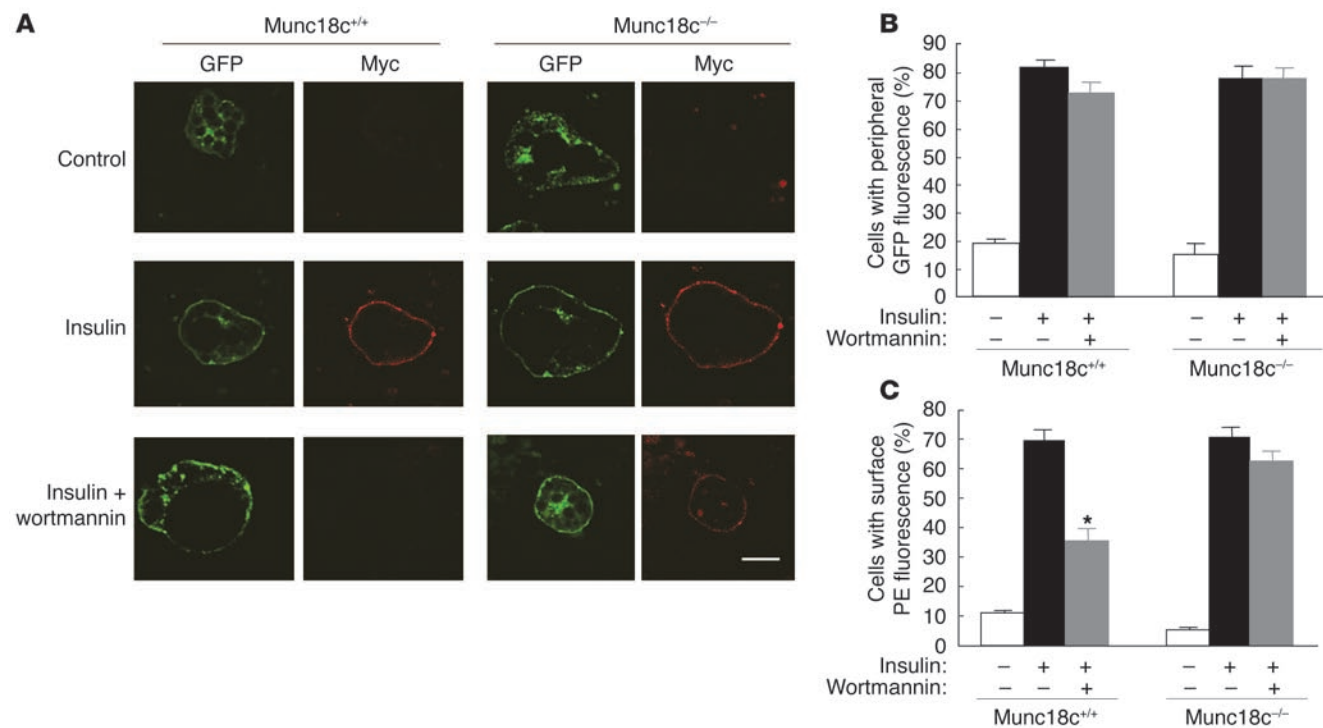 A
Munc18c+/+
Munc18c–/–
GFP
Myc
GFP
Myc
Control
Insulin
Insulin +
wortmannin
B
Cells with peripheral
GFP fluorescence (%)
90
80
70
60
50
40
30
20
10
0
Insulin: – + + – + +
Wortmannin: – – + – – +
Munc18c+/+ Munc18c–/–
C
Cells with surface
PE fluorescence (%)
80
70
60
50
40
30
20
10
0
*
Insulin: – + + – + +
Wortmannin: – – + – – +
Munc18c+/+ Munc18c–/–